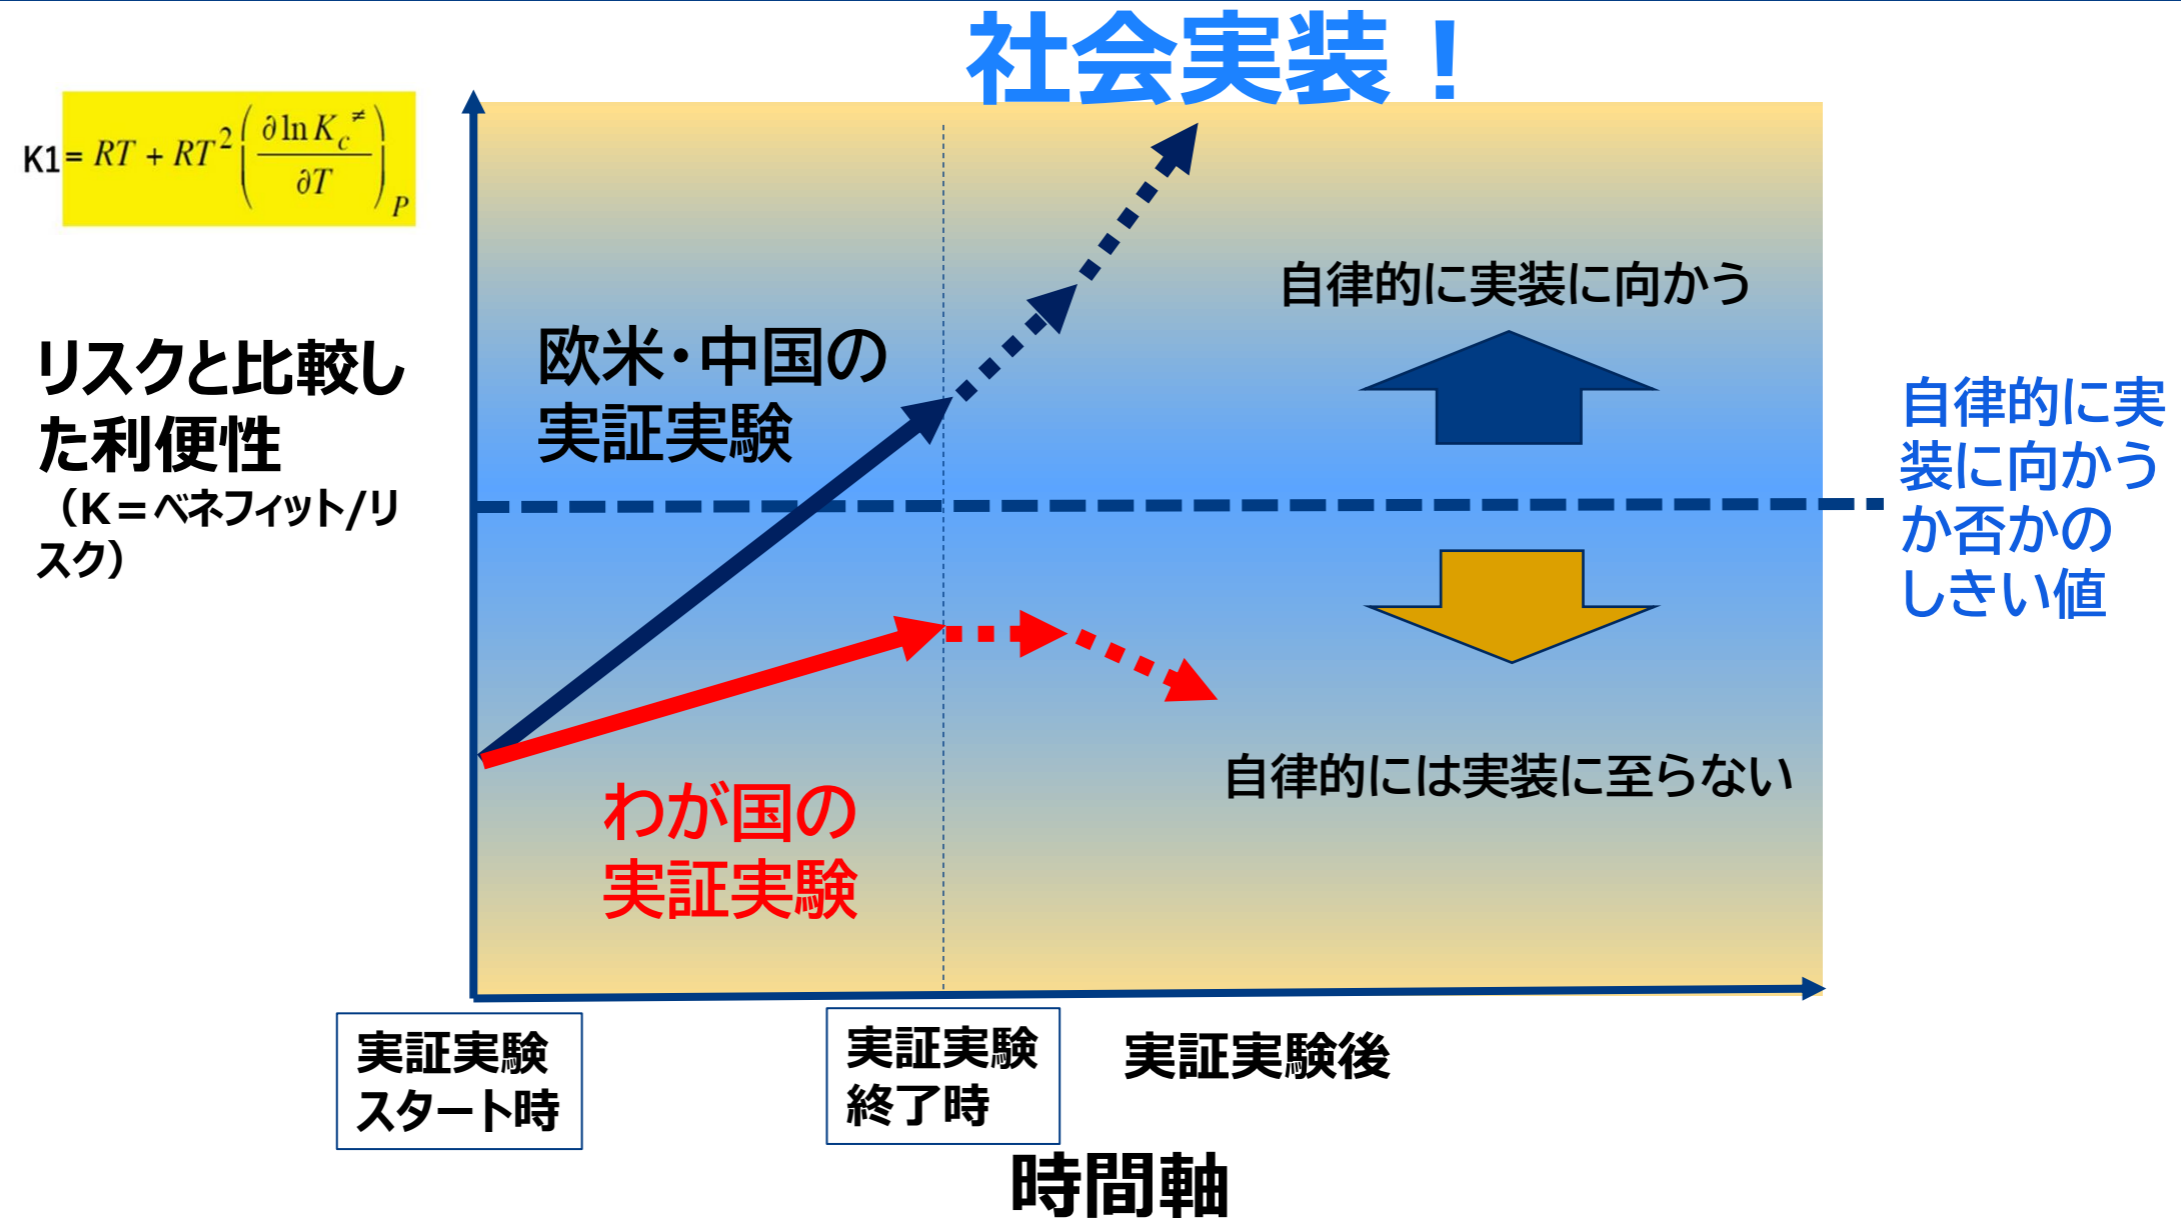 社会実装！
K1= RT + RT² (∂ ln K_c^≠ / ∂T)_P
リスクと比較し
た利便性
（K＝ベネフィット/リ
スク）
欧米・中国の
実証実験
自律的に実装に向かう
自律的に実
装に向かう
か否かの
しきい値
わが国の
実証実験
自律的には実装に至らない
実証実験
スタート時
実証実験
終了時
実証実験後
時間軸